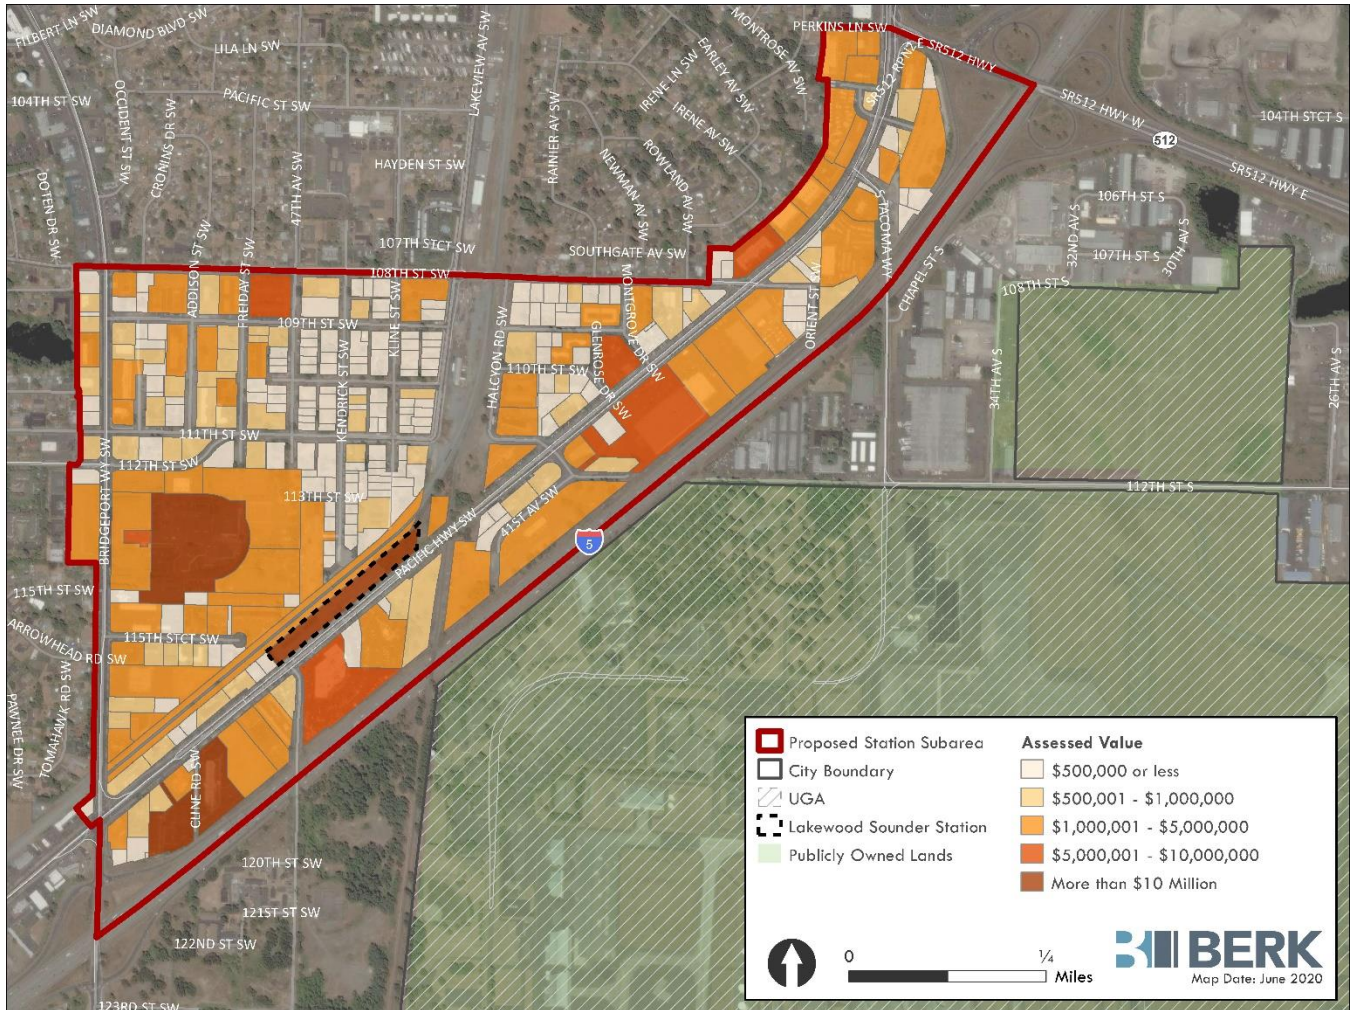 FILBERT LN SW
DIAMOND BLVD SW
LILA LN SW
LAKEVIEW AV SW
MONTROSE AV SW
PERKINS LN SW
EARLEY AV SW
IRENE LN SW
SR512 RPNZ E
SR512 HWY
104TH ST SW
OCCIDENT ST SW
PACIFIC ST SW
RAINIER AV SW
IRENE AV SW
SR512 HWY W
104TH STCT S
512
CRONINS DR SW
HAYDEN ST SW
47TH AV SW
NEWMAN AV SW
ROWLAND AV SW
SR512 HWY E
DOTEN DR SW
106TH ST S
32ND AV S
30TH AV S
107TH STCT SW
SOUTHGATE AV SW
S TACOMA WY
107TH ST S
ADDISON ST SW
FREIDAY ST SW
108TH ST SW
MONTGROVE DR SW
CHAPEL ST S
108TH ST S
109TH ST SW
KLINE ST SW
HALCYON RD SW
GLENROSE DR SW
ORIENT ST SW
34TH AV S
26TH AV S
KENDRICK ST SW
110TH ST SW
111TH ST SW
112TH ST SW
BRIDGEPORT WY SW
113TH ST SW
41ST AV SW
PACIFIC HWY SW
112TH ST S
5
115TH ST SW
ARROWHEAD RD SW
115TH STCT SW
PAWNEE DR SW
TOMAHAWK RD SW
CLINE RD SW
120TH ST SW
121ST ST SW
122ND ST SW
123RD ST SW
Proposed Station Subarea
City Boundary
UGA
Lakewood Sounder Station
Publicly Owned Lands
Assessed Value
$500,000 or less
$500,001 - $1,000,000
$1,000,001 - $5,000,000
$5,000,001 - $10,000,000
More than $10 Million
0
¼
Miles
BERK
Map Date: June 2020